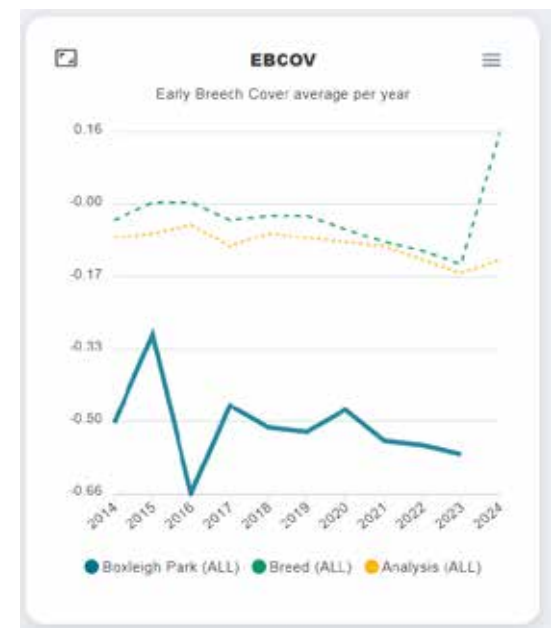 EBCOV
Early Breech Cover average per year
0.16
-0.00
-0.17
-0.33
-0.50
-0.66
2014 2015 2016 2017 2018 2019 2020 2021 2022 2023 2024
Boxleigh Park (ALL) Breed (ALL) Analysis (ALL)